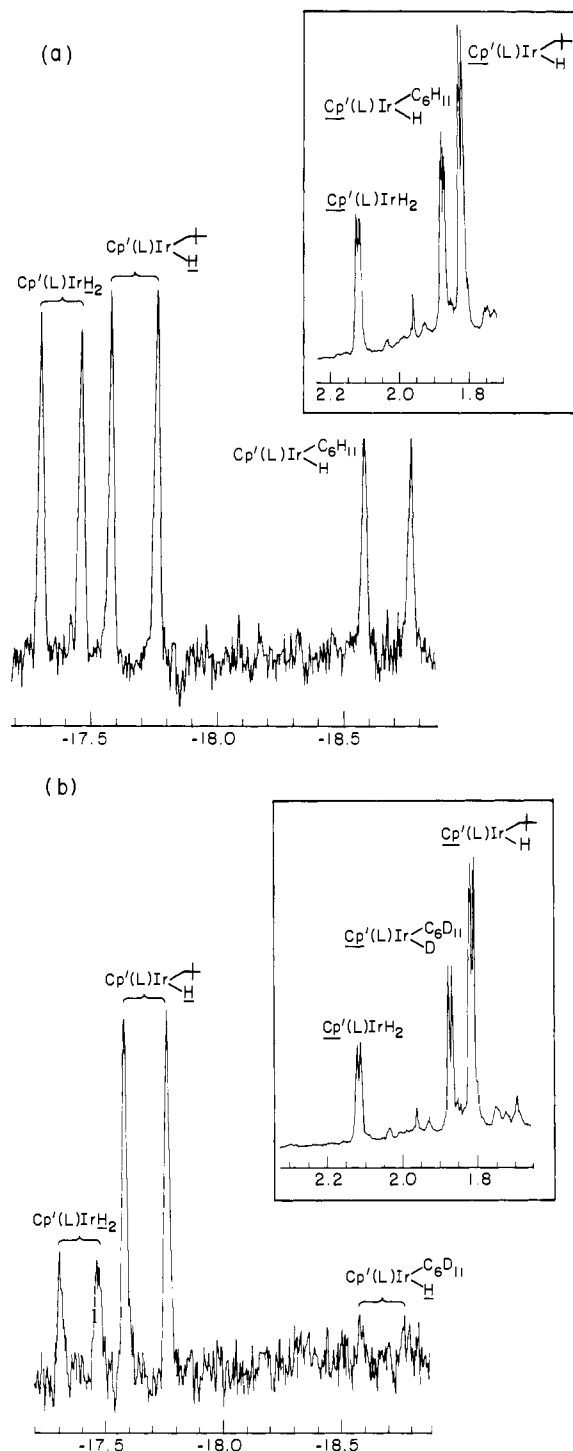 (a)
Cp'(L)Ir
H
Cp'(L)Ir
C₆H₁₁
H
Cp'(L)IrH₂
2.2 2.0 1.8
Cp'(L)Ir
H
Cp'(L)IrH₂
Cp'(L)Ir
C₆H₁₁
H
-17.5 -18.0 -18.5
(b)
Cp'(L)Ir
H
Cp'(L)Ir
C₆D₁₁
D
Cp'(L)IrH₂
2.2 2.0 1.8
Cp'(L)Ir
H
Cp'(L)IrH₂
Cp'(L)Ir
C₆D₁₁
H
-17.5 -18.0 -18.5